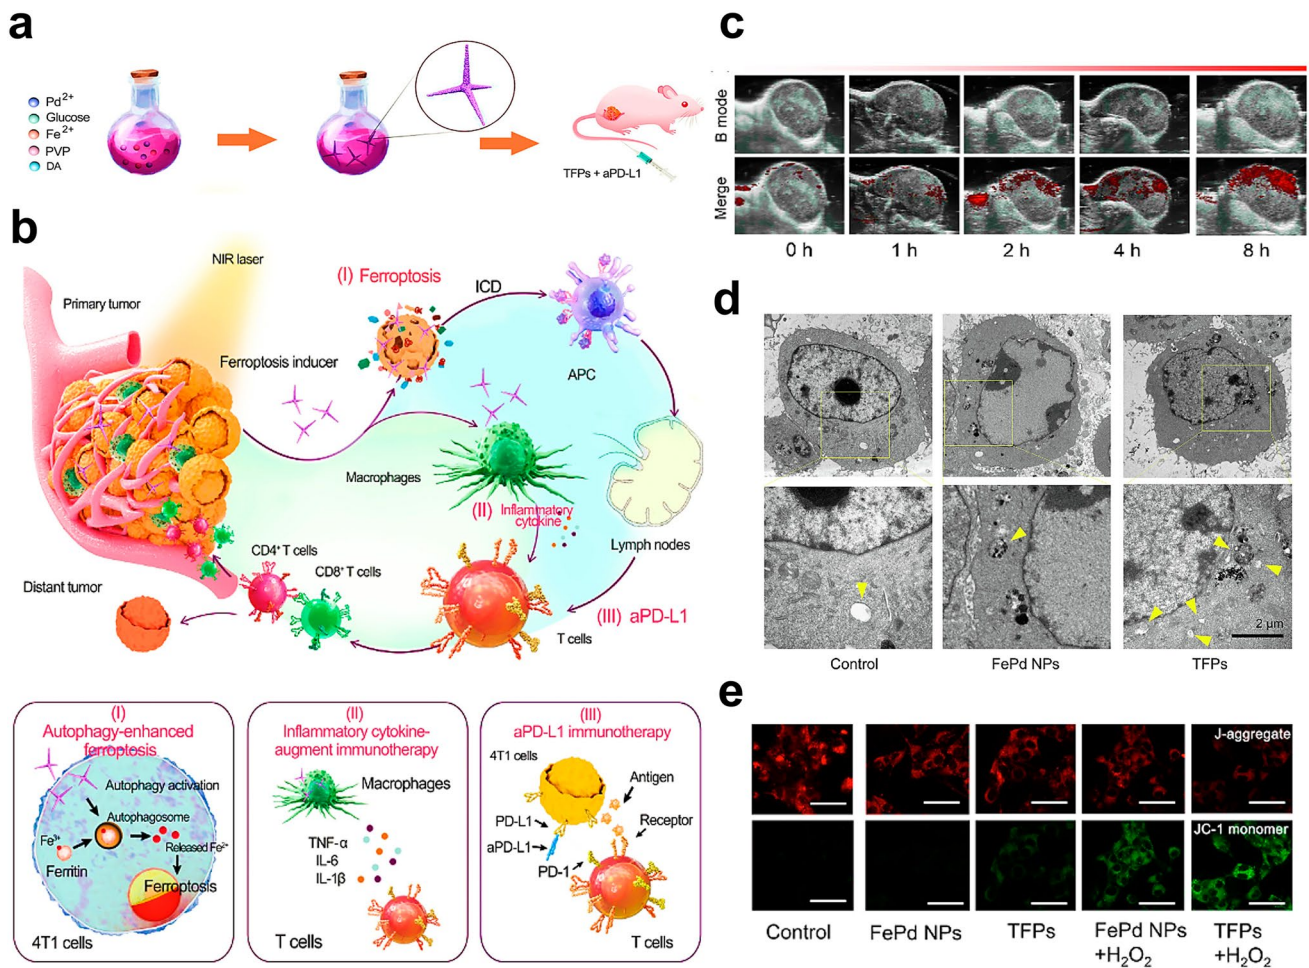 a
Pd2+
Glucose
Fe2+
PVP
DA
TFPs + aPD-L1
b
NIR laser
Primary tumor
(I) Ferroptosis
ICD
Ferroptosis inducer
APC
Macrophages
(II) Inflammatory
cytokine
Lymph nodes
CD4+ T cells
CD8+ T cells
Distant tumor
(III) aPD-L1
T cells
(I)
Autophagy-enhanced
ferroptosis
Autophagy activation
Autophagosome
Fe3+
Released Fe2-
Ferritin
Ferroptosis
4T1 cells
(II)
Inflammatory cytokine-
augment immunotherapy
Macrophages
TNF-α
IL-6
IL-1β
T cells
(III)
aPD-L1 immunotherapy
4T1 cells
Antigen
PD-L1
Receptor
aPD-L1
PD-1
T cells
c
B mode
Merge
0 h
1 h
2 h
4 h
8 h
d
2 μm
Control
FePd NPs
TFPs
e
J-aggregate
JC-1 monomer
Control
FePd NPs
TFPs
FePd NPs
+H2O2
TFPs
+H2O2